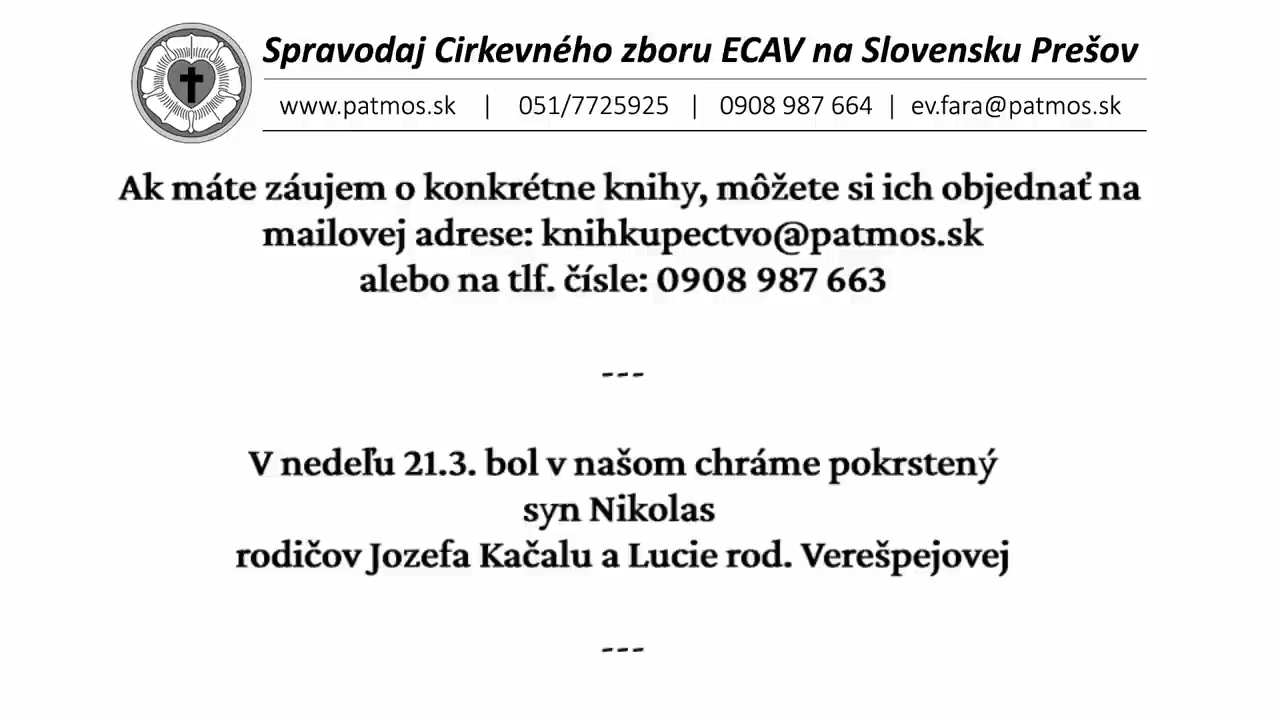 Spravodaj Cirkevného zboru ECAV na Slovensku Prešov
www.patmos.sk | 051/7725925 | 0908 987 664 | ev.fara@patmos.sk
Ak máte záujem o konkrétne knihy, môžete si ich objednať na
mailovej adrese: knihkupectvo@patmos.sk
alebo na tlf. čísle: 0908 987 663
---
V nedeľu 21.3. bol v našom chráme pokrstený
syn Nikolas
rodičov Jozefa Kačalu a Lucie rod. Verešpejovej
---